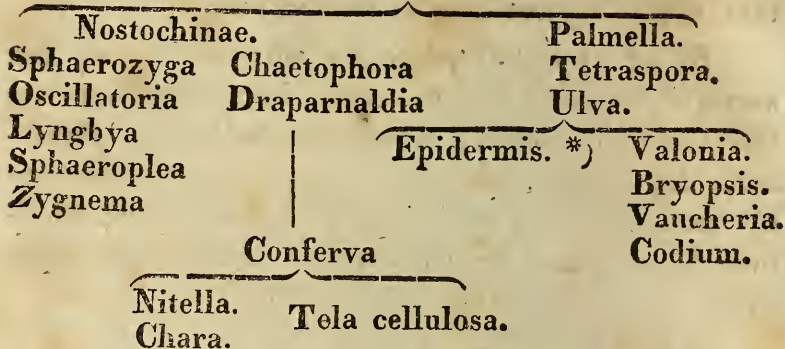 Nostochinae. Palmella.
Sphaerozyga Chaetophora Tetraspora.
Oscillatoria Draparnaldia Ulva.
Lyngbya Epidermis. *) Valonia.
Sphaeroplea Bryopsis.
Zygnema Vaucheria.
Conferva Codium.
Nitella. Tela cellulosa.
Chara.